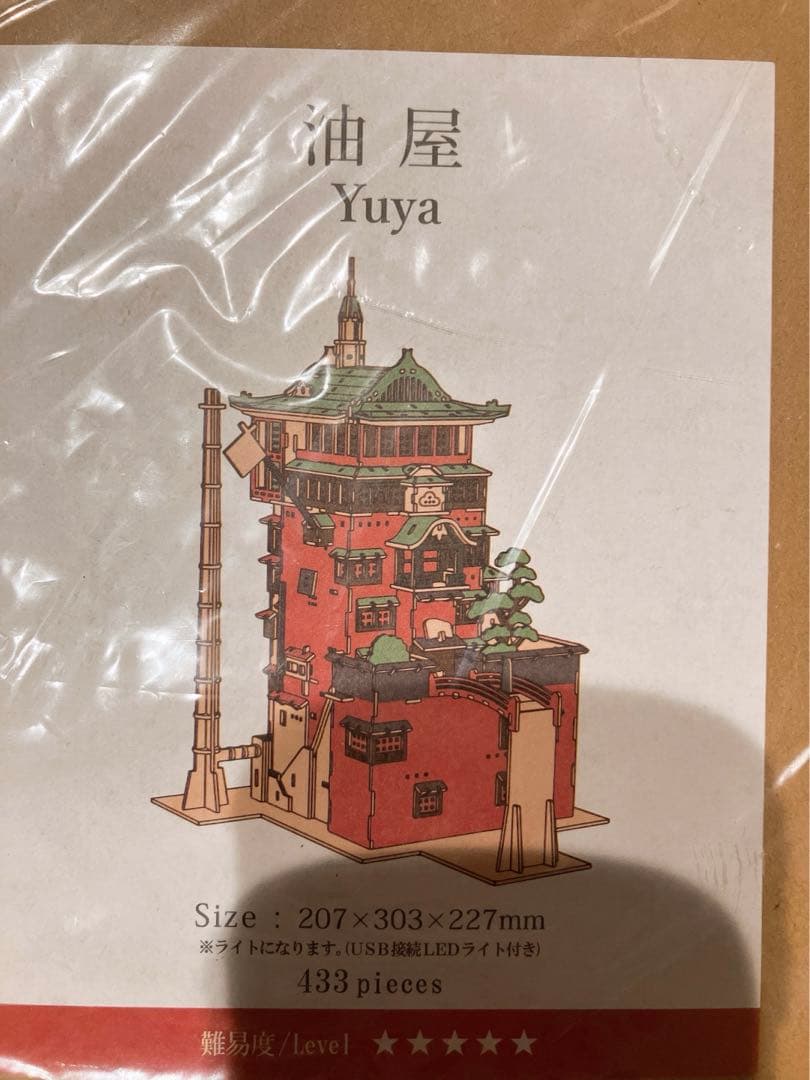 油屋
Yuya
Size : 207×303×227mm
※ライトになります。(USB接続LEDライト付き)
433 pieces
難易度/Level ★★★★★